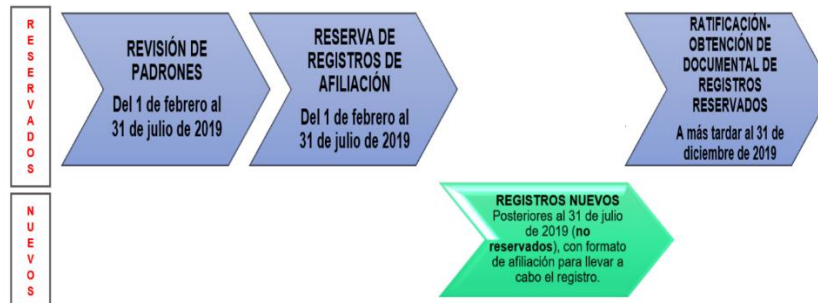 RESERVADOS
REVISIÓN DE
PADRONES
Del 1 de febrero al
31 de julio de 2019
RESERVA DE
REGISTROS DE
AFILIACIÓN
Del 1 de febrero al
31 de julio de 2019
RATIFICACIÓN-
OBTENCIÓN DE
DOCUMENTAL DE
REGISTROS
RESERVADOS
A más tardar al 31 de
diciembre de 2019
NUEVOS
REGISTROS NUEVOS
Posteriores al 31 de julio
de 2019 (no
reservados), con formato
de afiliación para llevar a
cabo el registro.